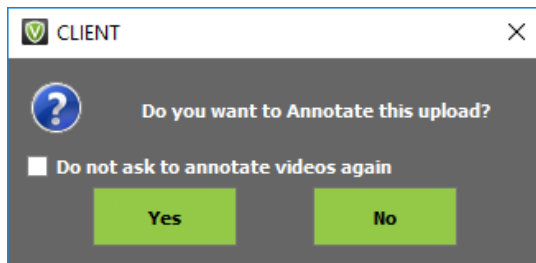 CLIENT
Do you want to Annotate this upload?
Do not ask to annotate videos again
Yes
No